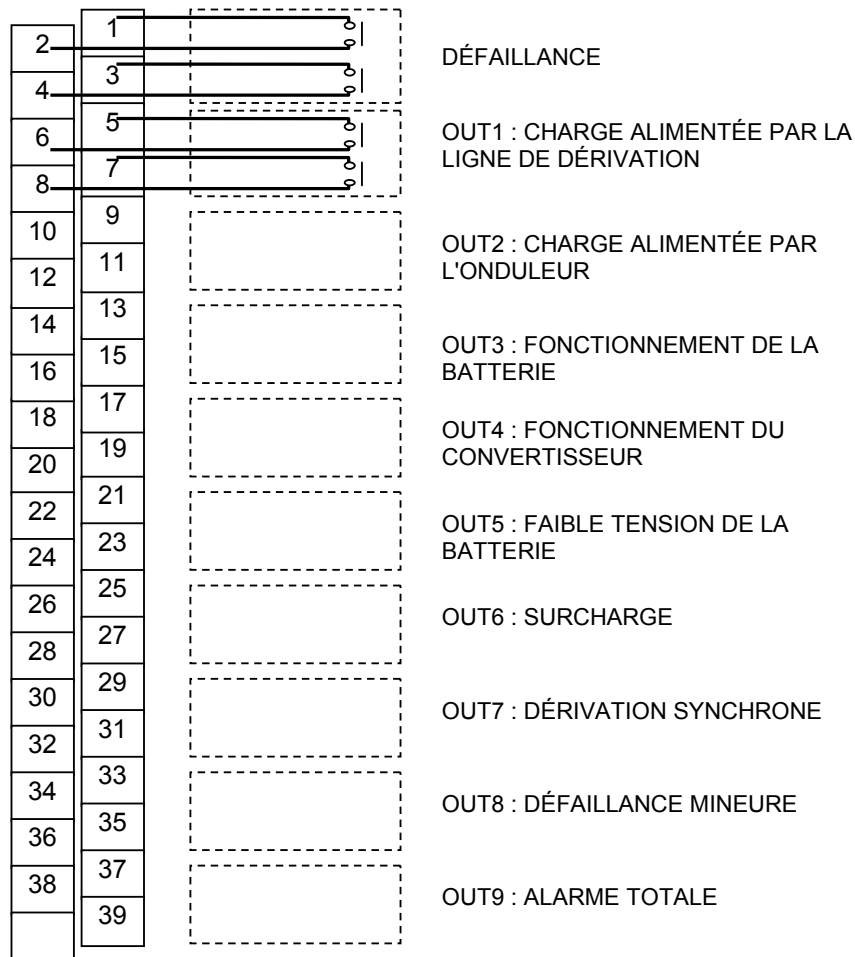 1
2
3
4
DÉFAILLANCE
5
6
7
8
OUT1 : CHARGE ALIMENTÉE PAR LA
LIGNE DE DÉRIVATION
9
10
11
12
OUT2 : CHARGE ALIMENTÉE PAR
L'ONDULEUR
13
14
15
16
OUT3 : FONCTIONNEMENT DE LA
BATTERIE
17
18
19
20
OUT4 : FONCTIONNEMENT DU
CONVERTISSEUR
21
22
23
24
OUT5 : FAIBLE TENSION DE LA
BATTERIE
25
26
27
28
OUT6 : SURCHARGE
29
30
31
32
OUT7 : DÉRIVATION SYNCHRONE
33
34
35
36
OUT8 : DÉFAILLANCE MINEURE
37
38
39
OUT9 : ALARME TOTALE